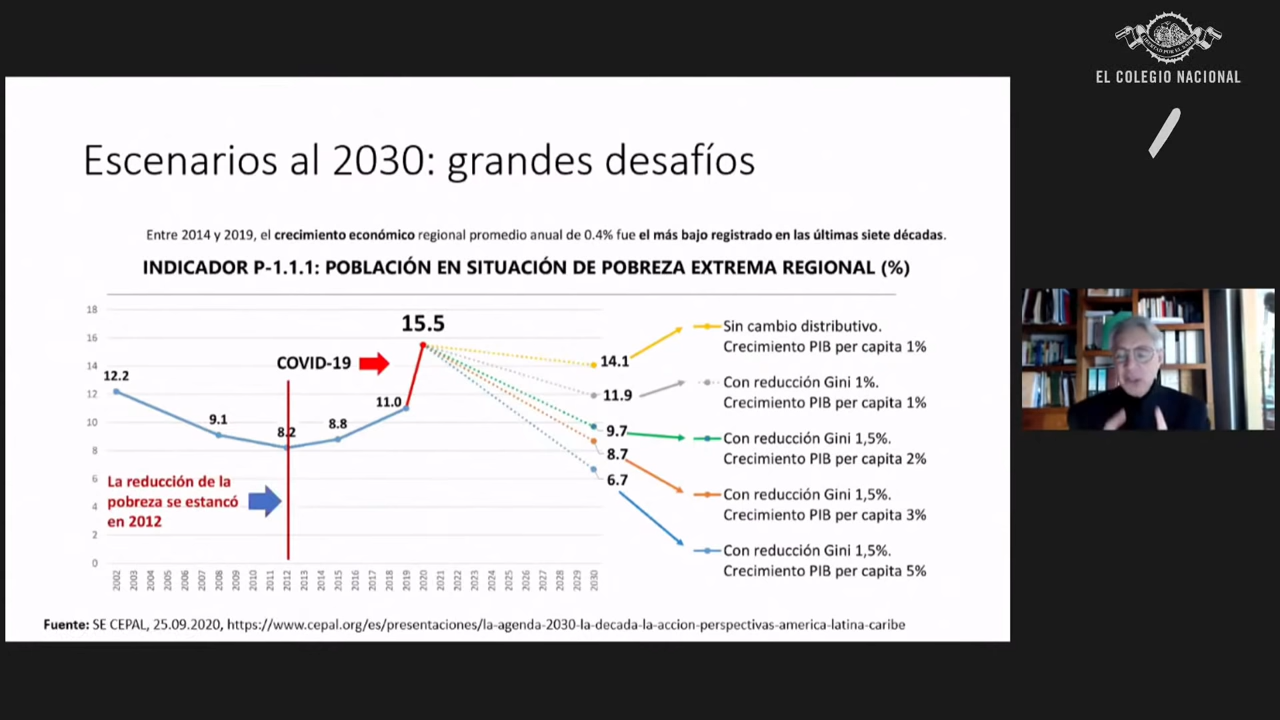 EL COLEGIO NACIONAL
Escenarios al 2030: grandes desafíos
Entre 2014 y 2019, el crecimiento económico regional promedio anual de 0.4% fue el más bajo registrado en las últimas siete décadas.
INDICADOR P-1.1.1: POBLACIÓN EN SITUACIÓN DE POBREZA EXTREMA REGIONAL (%)
18
16
14
12
10
8
6
4
2
0
12.2
9.1
8.2
8.8
11.0
15.5
COVID-19
La reducción de la
pobreza se estancó
en 2012
14.1
11.9
9.7
8.7
6.7
2002 2003 2004 2005 2006 2007 2008 2009 2010 2011 2012 2013 2014 2015 2016 2017 2018 2019 2020 2021 2022 2023 2024 2025 2026 2027 2028 2029 2030
Sin cambio distributivo.
Crecimiento PIB per capita 1%
Con reducción Gini 1%.
Crecimiento PIB per capita 1%
Con reducción Gini 1,5%.
Crecimiento PIB per capita 2%
Con reducción Gini 1,5%.
Crecimiento PIB per capita 3%
Con reducción Gini 1,5%.
Crecimiento PIB per capita 5%
Fuente: SE CEPAL, 25.09.2020, https://www.cepal.org/es/presentaciones/la-agenda-2030-la-decada-la-accion-perspectivas-america-latina-caribe